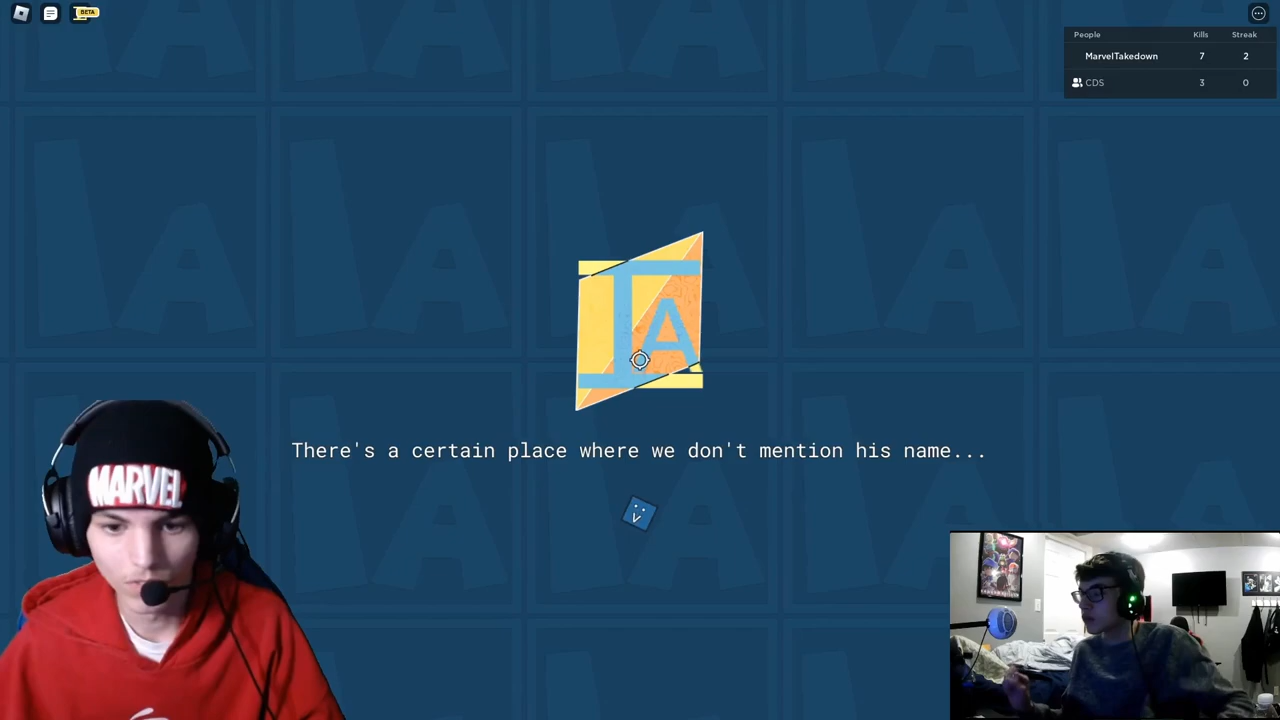 BETA
People Kills Streak
MarvelTakedown 7 2
CDS 3 0
IA
There's a certain place where we don't mention his name...
MARVEL